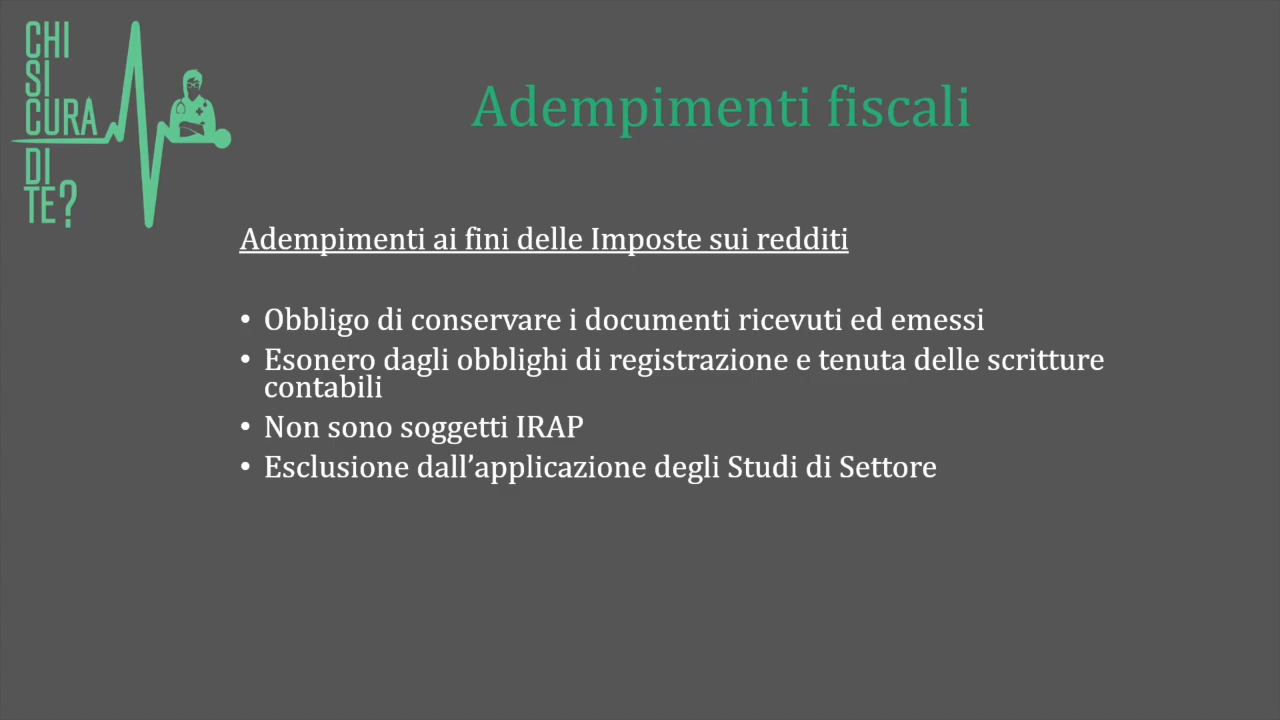 CHI
SI
CURA
DI
TE?
Adempimenti fiscali
Adempimenti ai fini delle Imposte sui redditi
• Obbligo di conservare i documenti ricevuti ed emessi
• Esonero dagli obblighi di registrazione e tenuta delle scritture
contabili
• Non sono soggetti IRAP
• Esclusione dall’applicazione degli Studi di Settore